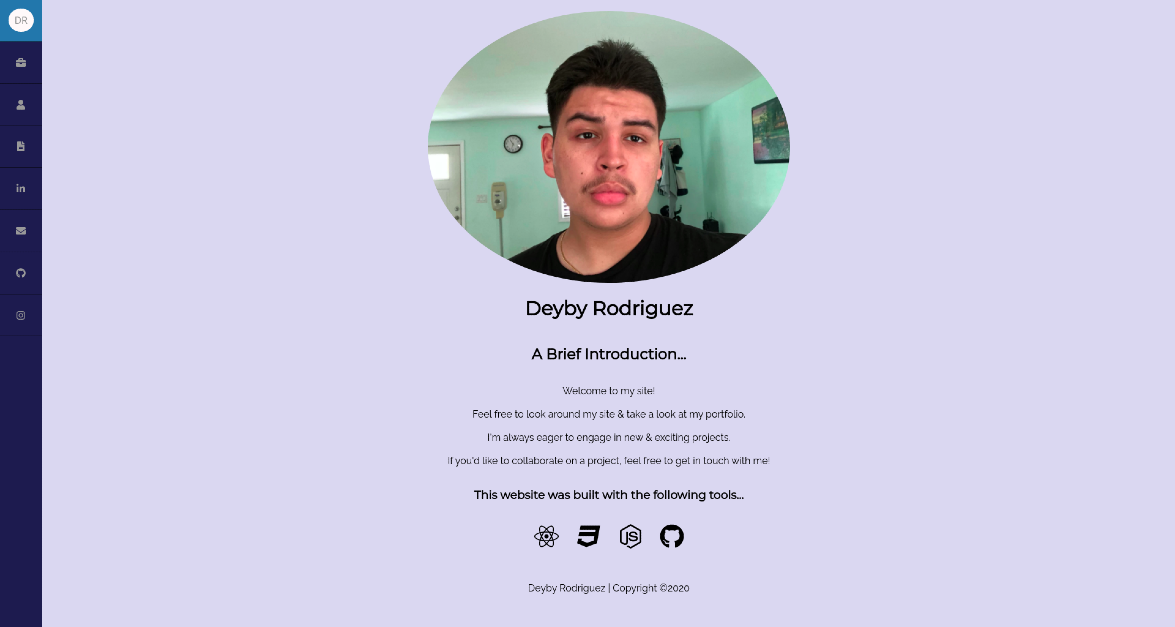 DR
in
Deyby Rodriguez
A Brief Introduction...
Welcome to my site!
Feel free to look around my site & take a look at my portfolio.
I'm always eager to engage in new & exciting projects.
If you'd like to collaborate on a project, feel free to get in touch with me!
This website was built with the following tools...
JS
Deyby Rodriguez | Copyright ©2020